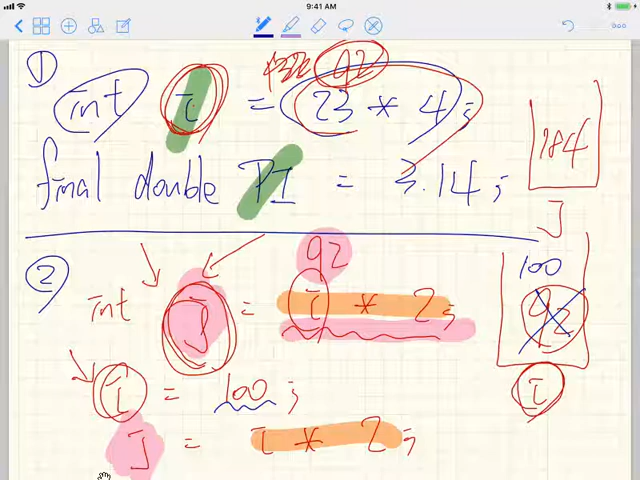 9:41 AM
① 92
int i = 23 * 4;
184
final double PI = 3.14;
J
92
100
② int J = i * 2;
92
i = 100;
i
J = i * 2;